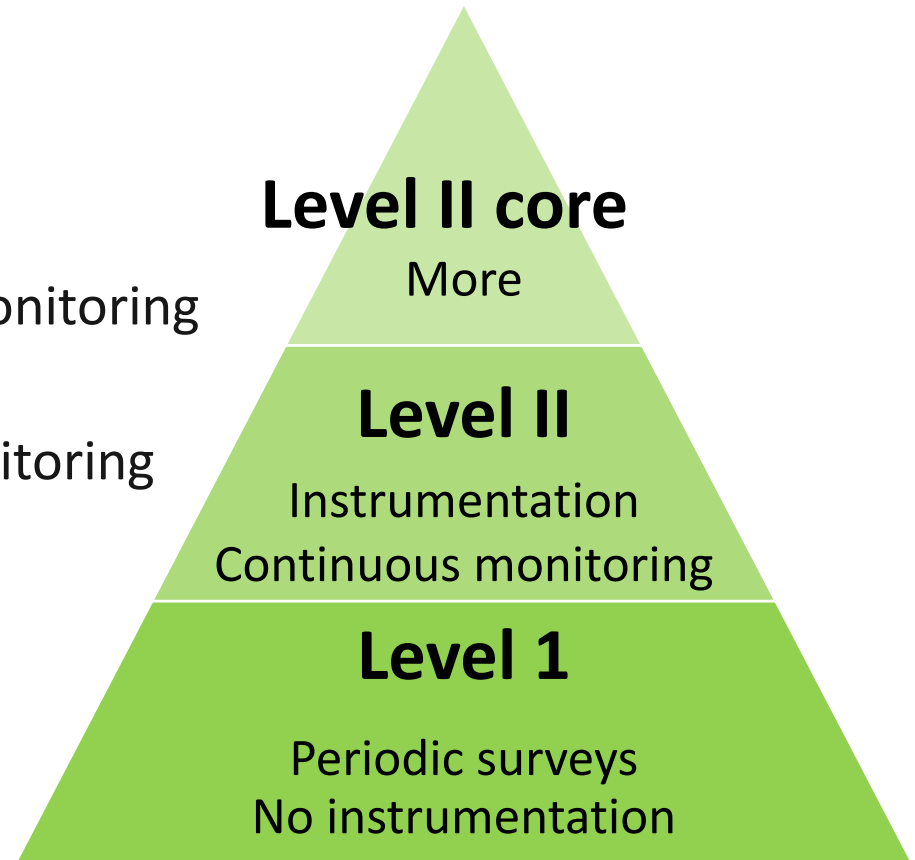 Level II core
More
onitoring
Level II
itoring
Instrumentation
Continuous monitoring
Level 1
Periodic surveys
No instrumentation